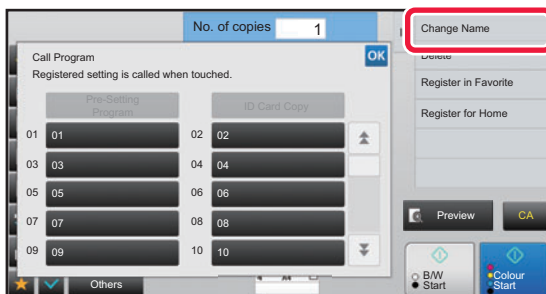 No. of copies 1
Change Name
Call Program
OK
Delete
Registered setting is called when touched.
Register in Favorite
Pre-Setting
Program
ID Card Copy
Register for Home
01 01 02 02
03 03 04 04
05 05 06 06
07 07 08 08
09 09 10 10
Preview CA
B/W
Start
Colour
Start
Others
A4